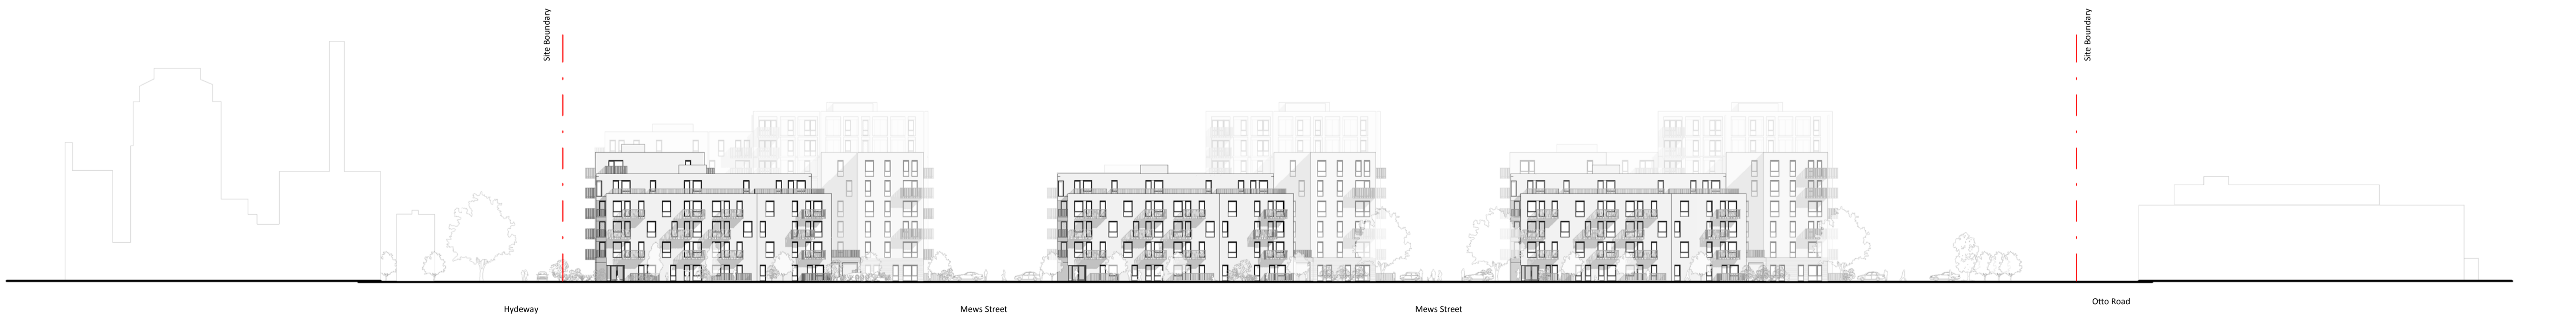 Site Boundary
Site Boundary
Hydeway
Mews Street
Mews Street
Otto Road